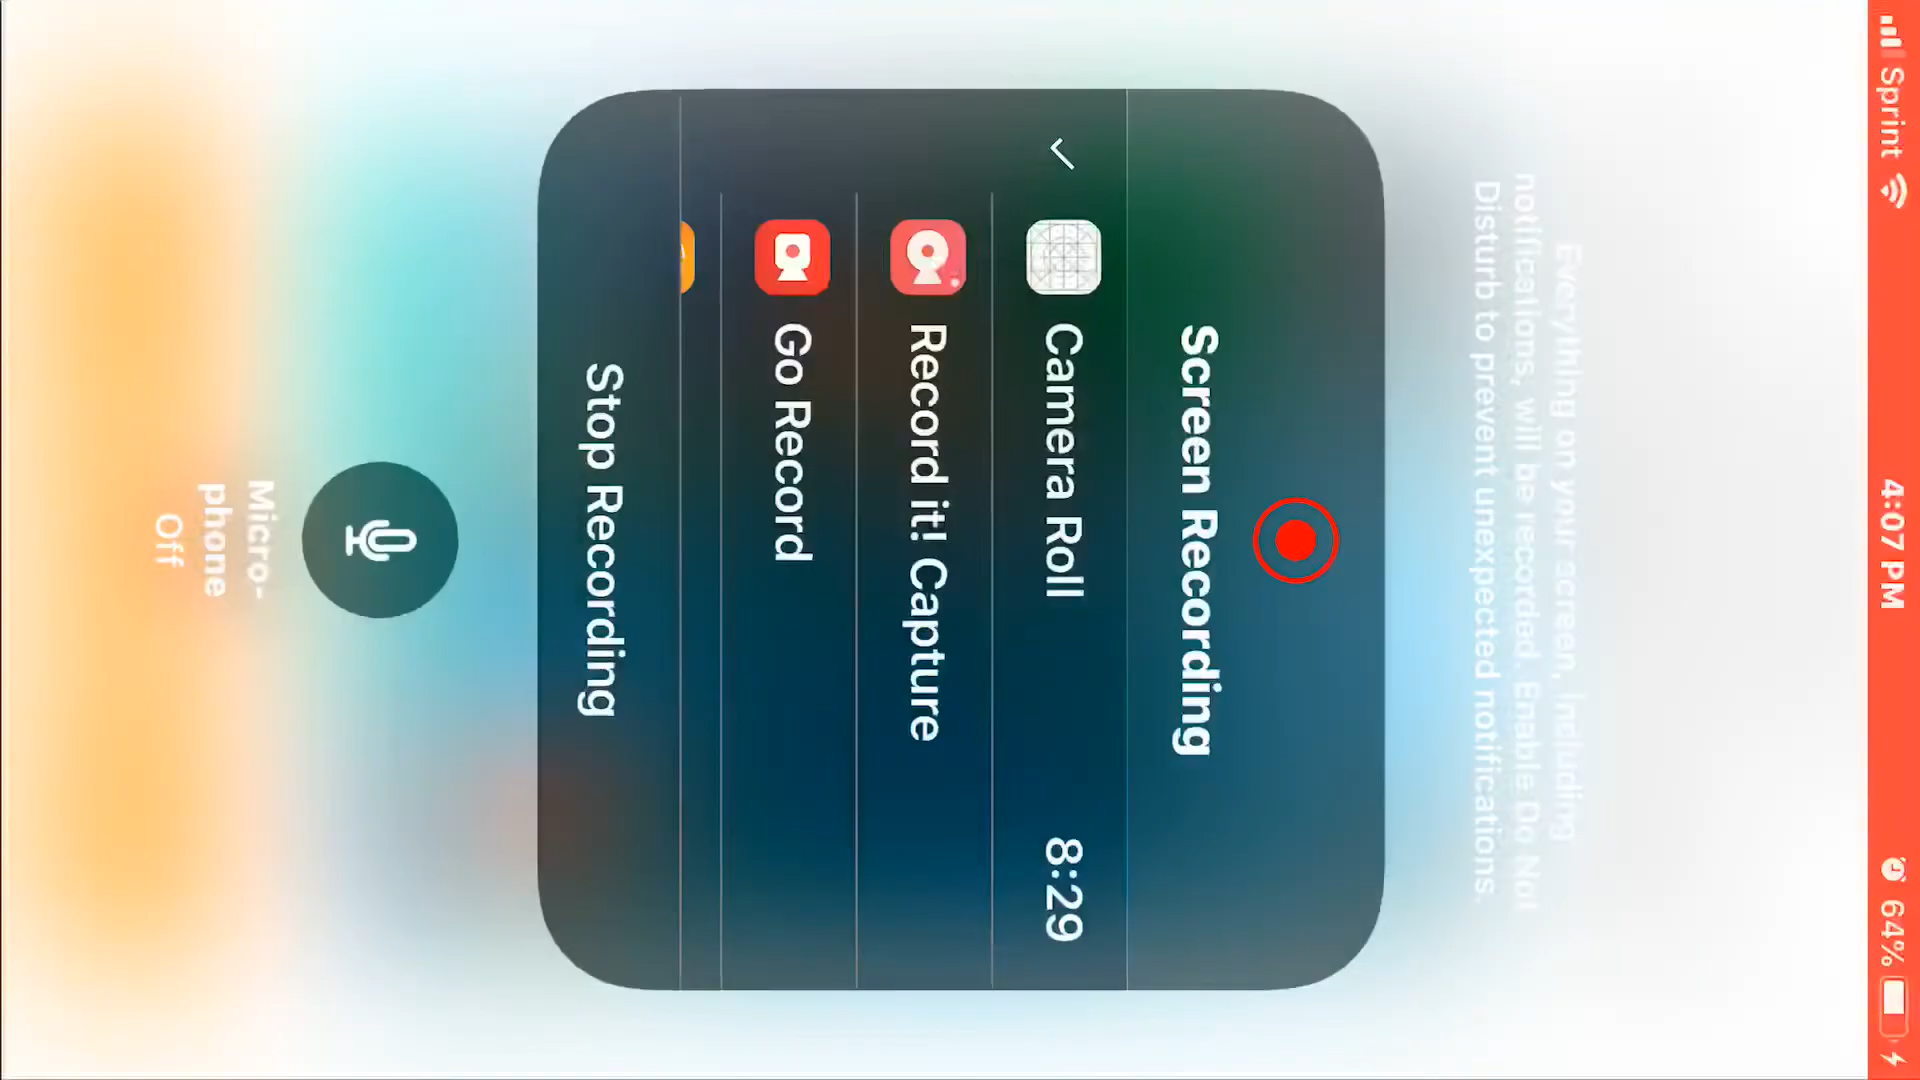 Sprint
4:07 PM
64%
Everything on your screen, including
notifications, will be recorded. Enable Do Not
Disturb to prevent unexpected notifications.
Screen Recording
Camera Roll
8:29
Record it! Capture
Go Record
Stop Recording
Micro-
phone
Off